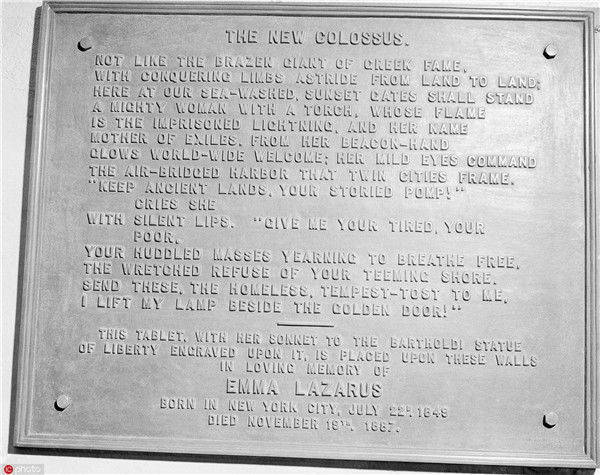 THE NEW COLOSSUS.
NOT LIKE THE BRAZEN GIANT OF GREEK FAME,
WITH CONQUERING LIMBS ASTRIDE FROM LAND TO LAND;
HERE AT OUR SEA-WASHED, SUNSET GATES SHALL STAND
A MIGHTY WOMAN WITH A TORCH, WHOSE FLAME
IS THE IMPRISONED LIGHTNING, AND HER NAME
MOTHER OF EXILES. FROM HER BEACON-HAND
GLOWS WORLD-WIDE WELCOME; HER MILD EYES COMMAND
THE AIR-BRIDGED HARBOR THAT TWIN CITIES FRAME.
"KEEP ANCIENT LANDS, YOUR STORIED POMP!"
CRIES SHE
WITH SILENT LIPS. "GIVE ME YOUR TIRED, YOUR
POOR,
YOUR HUDDLED MASSES YEARNING TO BREATHE FREE,
THE WRETCHED REFUSE OF YOUR TEEMING SHORE.
SEND THESE, THE HOMELESS, TEMPEST-TOST TO ME,
I LIFT MY LAMP BESIDE THE GOLDEN DOOR!"
THIS TABLET, WITH HER SONNET TO THE BARTHOLDI STATUE
OF LIBERTY ENGRAVED UPON IT, IS PLACED UPON THESE WALLS
IN LOVING MEMORY OF
EMMA LAZARUS
BORN IN NEW YORK CITY, JULY 22D. 1849
DIED NOVEMBER 19TH. 1887.
IC photo